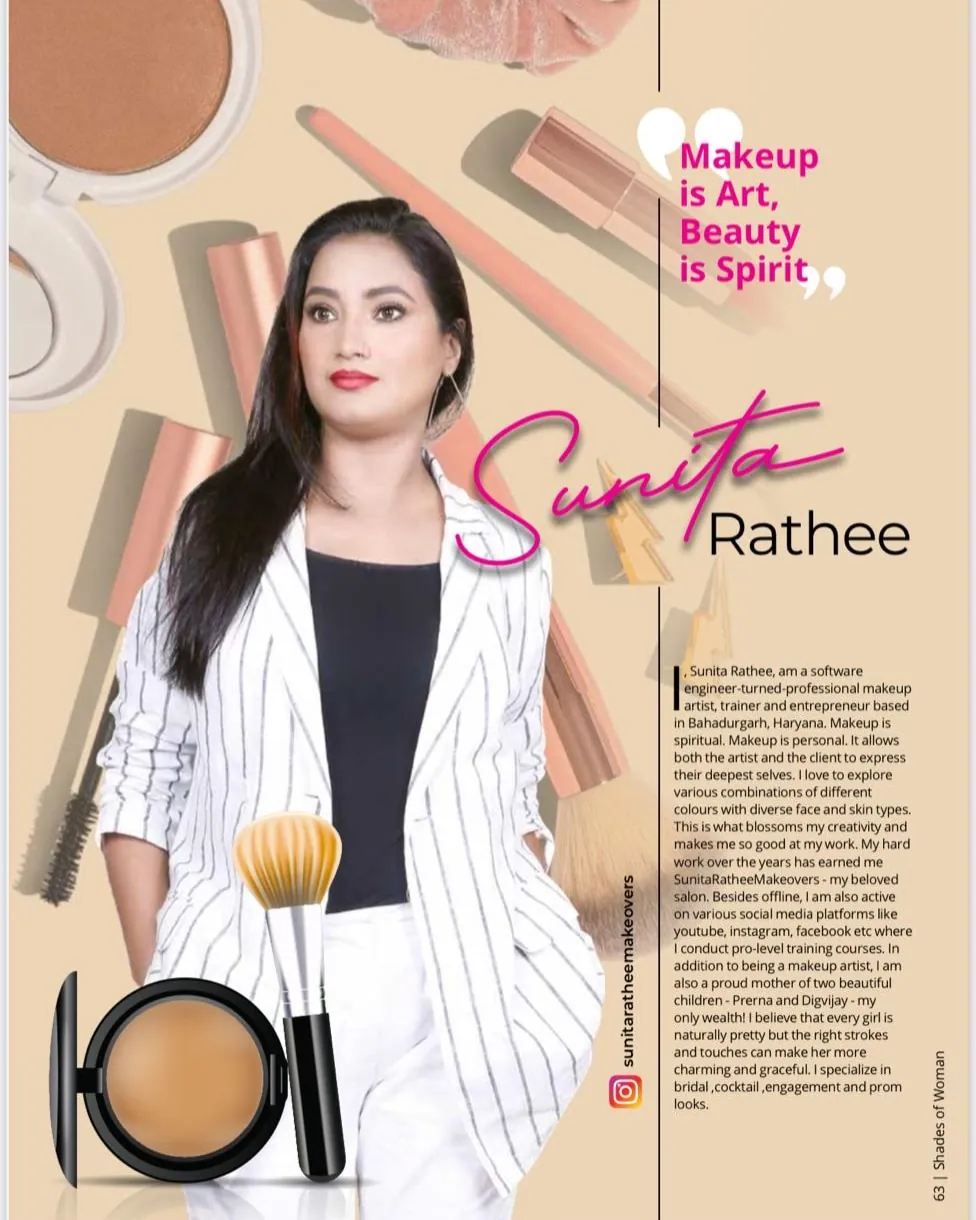 Makeup
is Art,
Beauty
is Spirit
Sunita
Rathee
I, Sunita Rathee, am a software
engineer-turned-professional makeup
artist, trainer and entrepreneur based
in Bahadurgarh, Haryana. Makeup is
spiritual. Makeup is personal. It allows
both the artist and the client to express
their deepest selves. I love to explore
various combinations of different
colours with diverse face and skin types.
This is what blossoms my creativity and
makes me so good at my work. My hard
work over the years has earned me
SunitaRatheeMakeovers - my beloved
salon. Besides offline, I am also active
on various social media platforms like
youtube, instagram, facebook etc where
I conduct pro-level training courses. In
addition to being a makeup artist, I am
also a proud mother of two beautiful
children - Prerna and Digvijay - my
only wealth! I believe that every girl is
naturally pretty but the right strokes
and touches can make her more
charming and graceful. I specialize in
bridal ,cocktail ,engagement and prom
looks.
sunitaratheemakeovers
63 | Shades of Woman